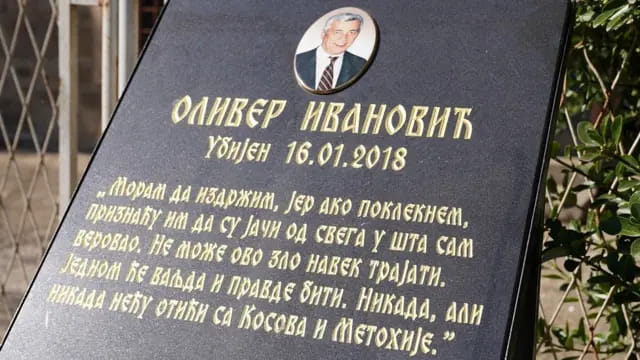 ОЛИВЕР ИВАНОВИЋ
УБИЈЕН 16.01.2018
„МОРАМ ДА ИЗДРЖИМ, ЈЕР АКО ПОКЛЕКНЕМ,
ПРИЗНАЋУ ИМ ДА СУ ЈАЧИ ОД СВЕГА У ШТА САМ
ВЕРОВАО. НЕ МОЖЕ ОВО ЗЛО НАВЕК ТРАЈАТИ.
ЈЕДНОМ ЋЕ ВАЉДА И ПРАВДЕ БИТИ. НИКАДА, АЛИ
НИКАДА НЕЋУ ОТИЋИ СА КОСОВА И МЕТОХИЈЕ.”